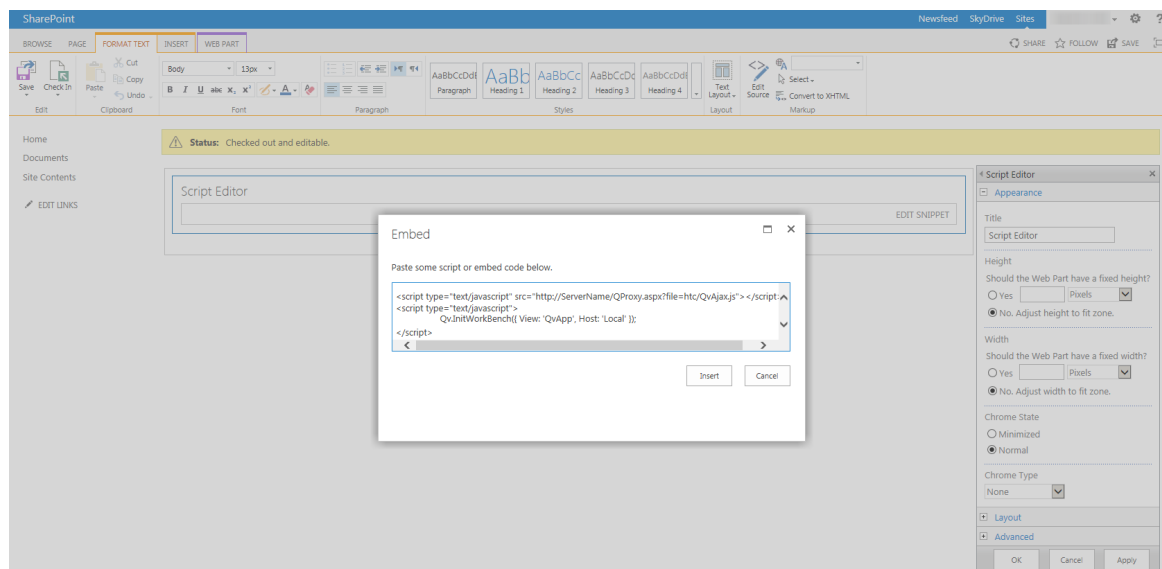 SharePoint
Newsfeed SkyDrive Sites
?
BROWSE PAGE FORMAT TEXT INSERT WEB PART
SHARE FOLLOW SAVE
Save Check In Paste Cut Copy Undo
Body 13px
B I U abc x, x² A
AaBbCcDdI Paragraph
AaBb Heading 1
AaBbCc Heading 2
AaBbCcDc Heading 3
AaBbCcDdI Heading 4
Text Layout
Edit Source
Select
Convert to XHTML
Edit Clipboard Font Paragraph Styles Layout Markup
Home
Documents
Site Contents
EDIT LINKS
Status: Checked out and editable.
Script Editor
EDIT SNIPPET
Embed
Paste some script or embed code below.
<script type="text/javascript" src="http://ServerName/QProxy.aspx?file=htc/QvAjax.js"></script>
<script type="text/javascript">
Qv.InitWorkBench({ View: 'QvApp', Host: 'Local' });
</script>
Insert Cancel
Script Editor
Appearance
Title
Script Editor
Height
Should the Web Part have a fixed height?
Yes Pixels
No. Adjust height to fit zone.
Width
Should the Web Part have a fixed width?
Yes Pixels
No. Adjust width to fit zone.
Chrome State
Minimized
Normal
Chrome Type
None
Layout
Advanced
OK Cancel Apply